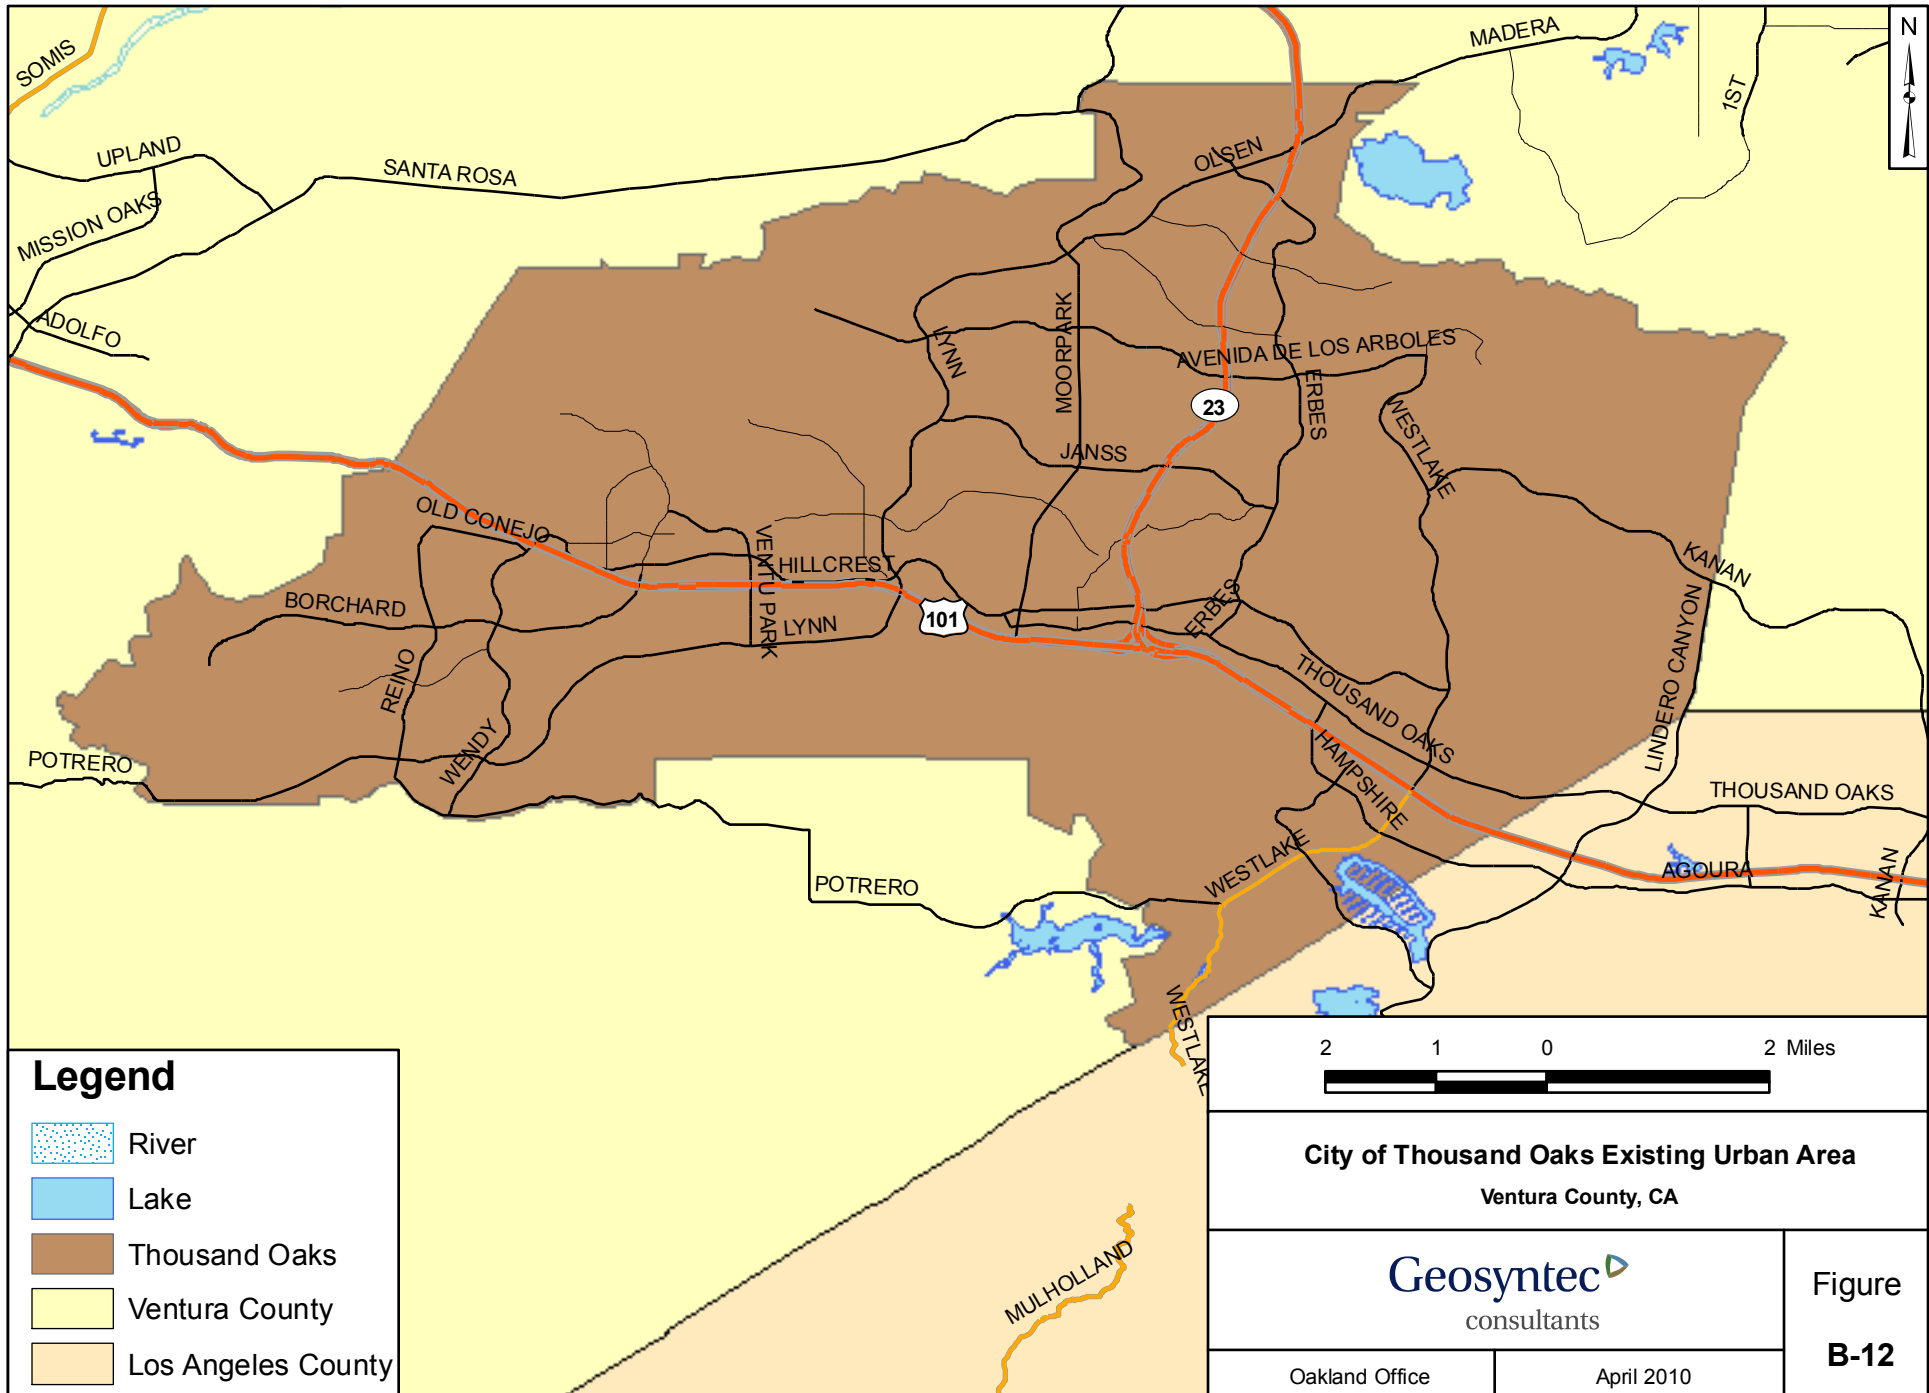 SOMIS
MADERA
N
1ST
UPLAND
OLSEN
SANTA ROSA
MISSION OAKS
ADOLFO
LYNN
MOORPARK
AVENIDA DE LOS ARBOLES
ERBES
23
WESTLAKE
JANSS
OLD CONEJO
VENTU PARK
HILLCREST
KANAN
BORCHARD
101
ERBES
LYNN
LINDERO CANYON
REINO
THOUSAND OAKS
WENDY
POTRERO
HAMPSHIRE
THOUSAND OAKS
WESTLAKE
POTRERO
AGOURA
KANAN
WESTLAKE
MULHOLLAND
Legend
River
Lake
Thousand Oaks
Ventura County
Los Angeles County
2 1 0 2 Miles
City of Thousand Oaks Existing Urban Area
Ventura County, CA
Geosyntec
consultants
Figure
B-12
Oakland Office
April 2010